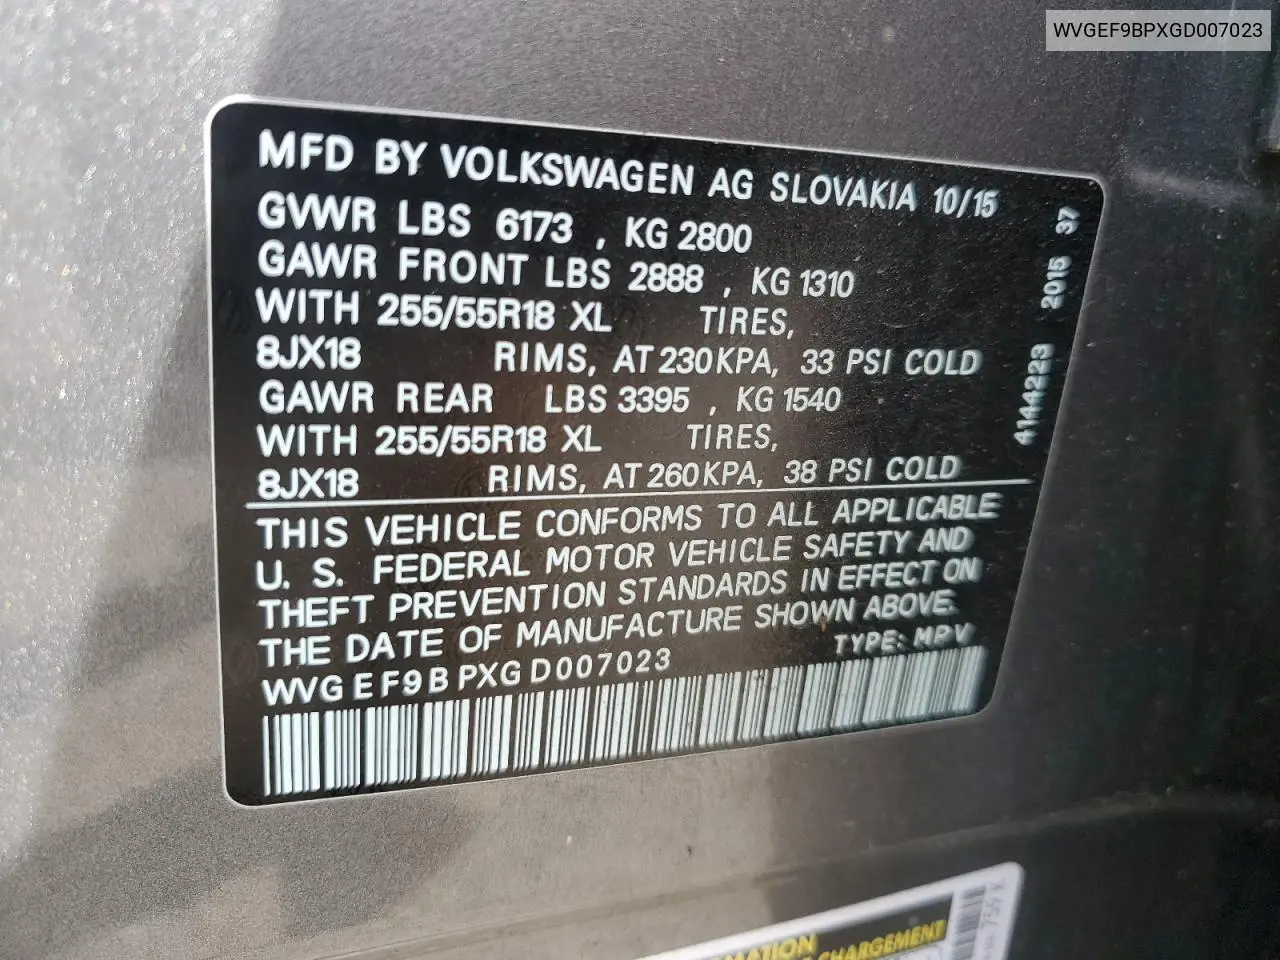 WVGEF9BPXGD007023
MFD BY VOLKSWAGEN AG SLOVAKIA 10/15
GVWR LBS 6173 , KG 2800
GAWR FRONT LBS 2888 , KG 1310
WITH 255/55R18 XL TIRES,
8JX18 RIMS, AT 230KPA, 33 PSI COLD
GAWR REAR LBS 3395 , KG 1540
WITH 255/55R18 XL TIRES,
8JX18 RIMS, AT 260KPA, 38 PSI COLD
4144223 2015 37
THIS VEHICLE CONFORMS TO ALL APPLICABLE
U. S. FEDERAL MOTOR VEHICLE SAFETY AND
THEFT PREVENTION STANDARDS IN EFFECT ON
THE DATE OF MANUFACTURE SHOWN ABOVE.
TYPE: MPV
WVGEF9BPXGD007023
CHARGEMENT